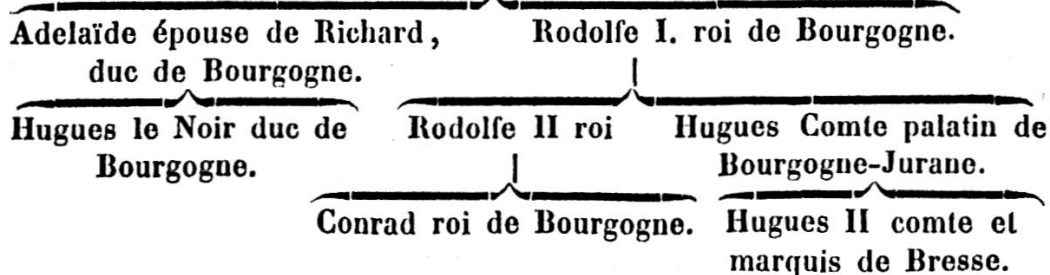 Adelaïde épouse de Richard,
duc de Bourgogne.
Rodolfe I. roi de Bourgogne.
Hugues le Noir duc de
Bourgogne.
Rodolfe II roi
Hugues Comte palatin de
Bourgogne-Jurane.
Conrad roi de Bourgogne.
Hugues II comte et
marquis de Bresse.